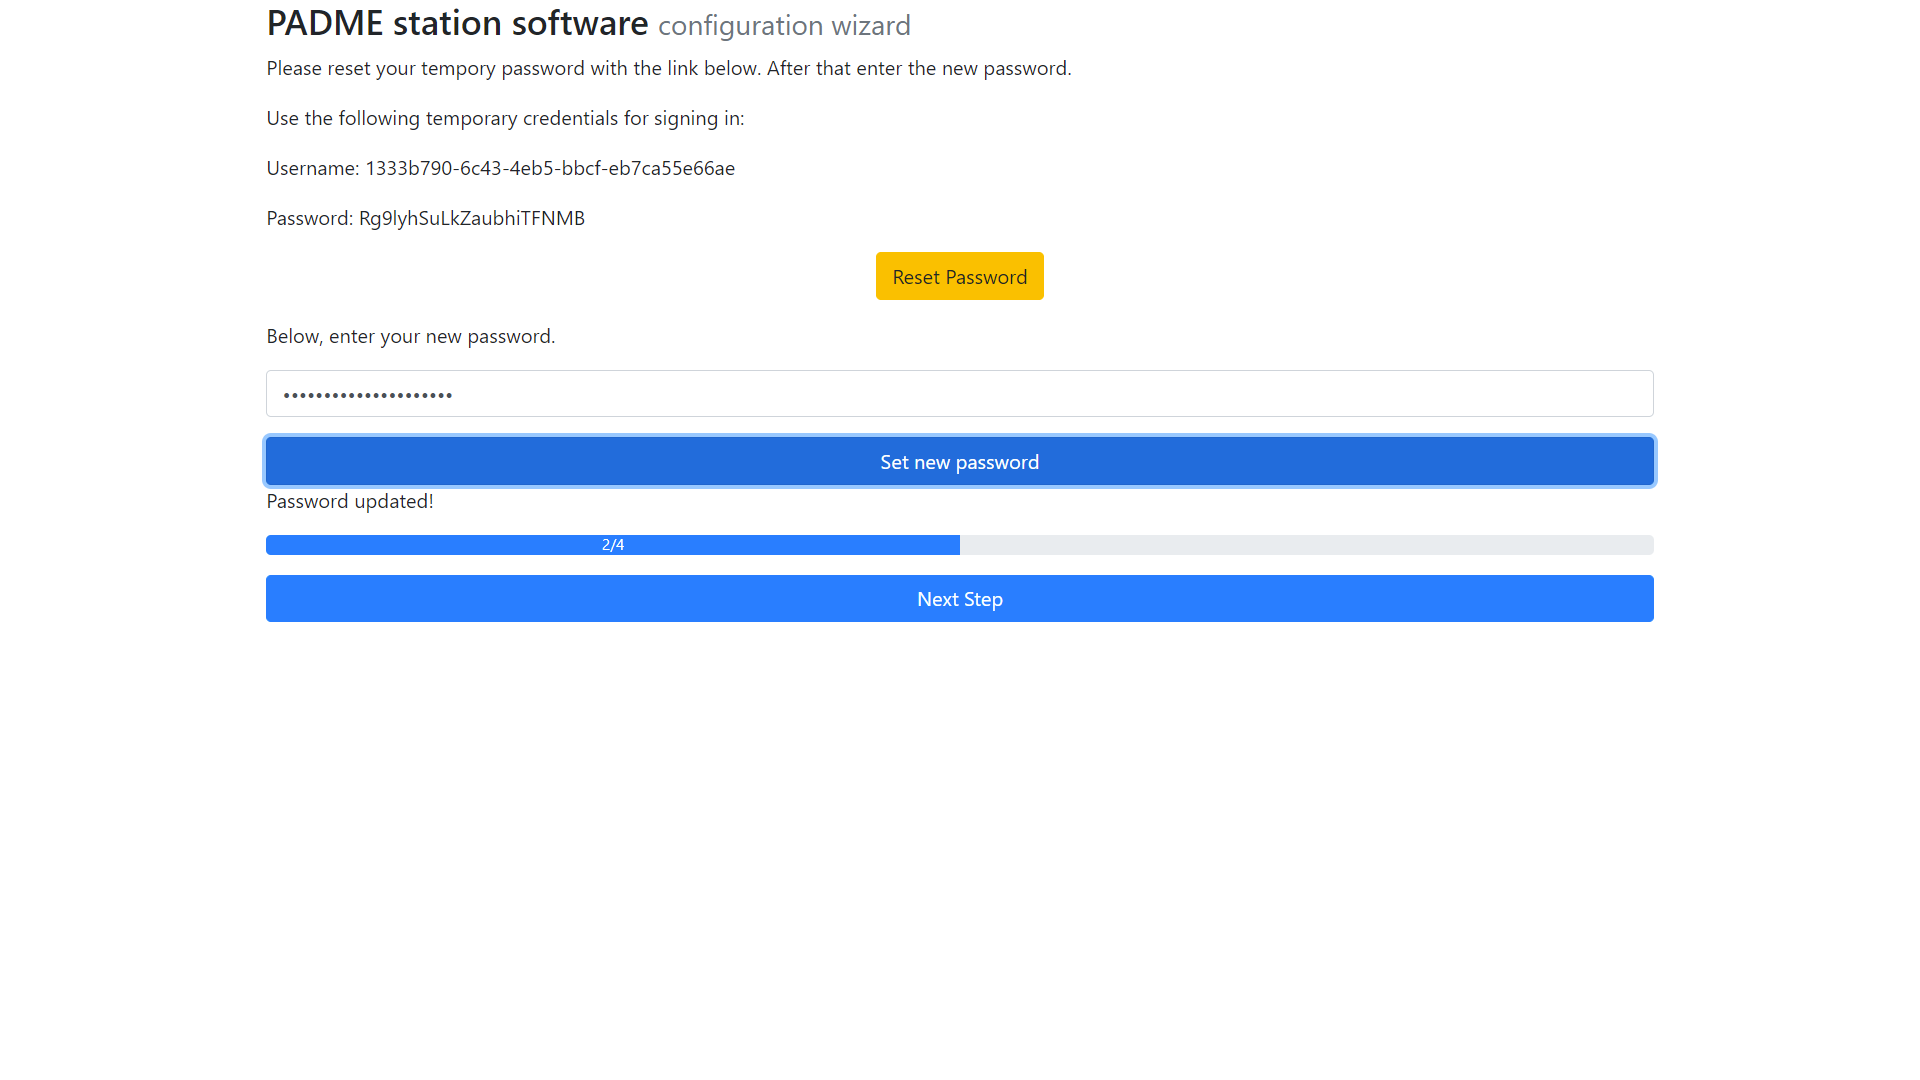 PADME station software configuration wizard
Please reset your tempory password with the link below. After that enter the new password.
Use the following temporary credentials for signing in:
Username: 1333b790-6c43-4eb5-bbcf-eb7ca55e66ae
Password: Rg9lyhSuLkZaubhiTFNMB
Reset Password
Below, enter your new password.
•••••••••••••••••••••
Set new password
Password updated!
2/4
Next Step